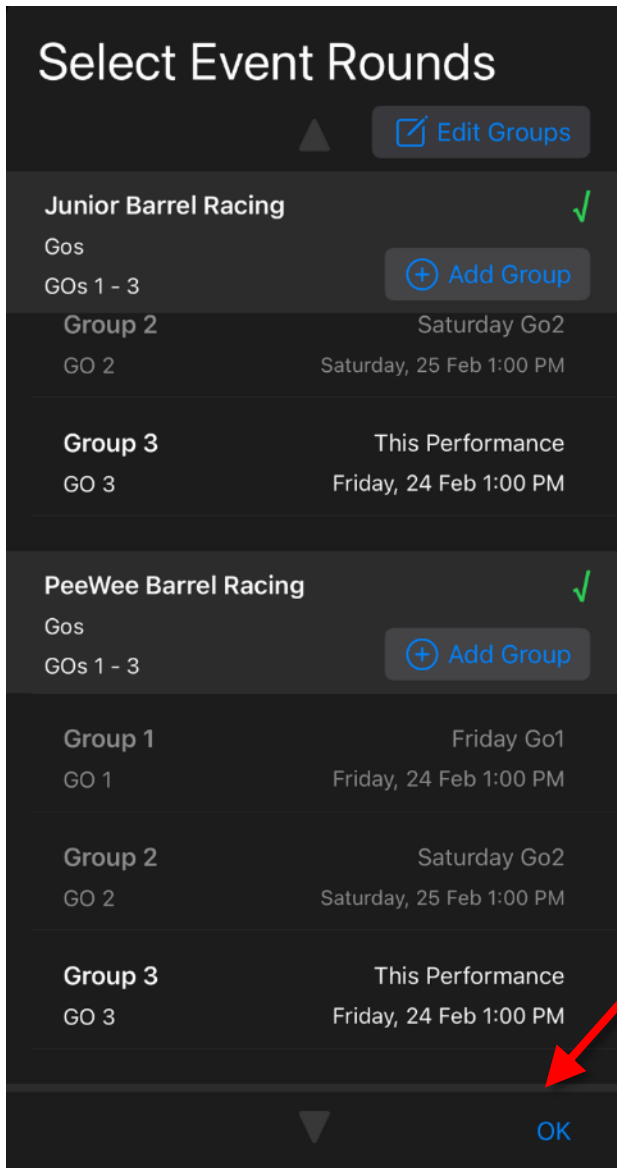 Select Event Rounds
Edit Groups
Junior Barrel Racing √
Gos
GOs 1 - 3
Add Group
Group 2 Saturday Go2
GO 2 Saturday, 25 Feb 1:00 PM
Group 3 This Performance
GO 3 Friday, 24 Feb 1:00 PM
PeeWee Barrel Racing √
Gos
GOs 1 - 3
Add Group
Group 1 Friday Go1
GO 1 Friday, 24 Feb 1:00 PM
Group 2 Saturday Go2
GO 2 Saturday, 25 Feb 1:00 PM
Group 3 This Performance
GO 3 Friday, 24 Feb 1:00 PM
OK